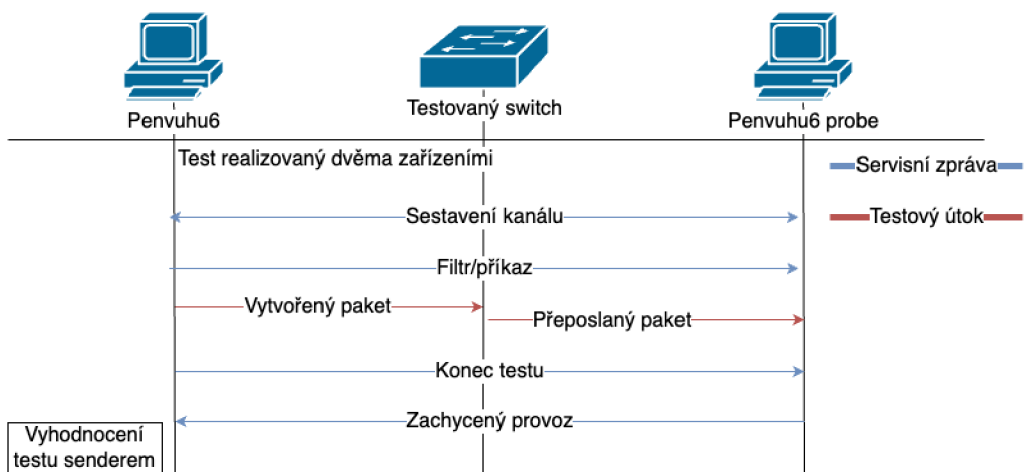 Penvuhu6
Testovaný switch
Penvuhu6 probe
Test realizovaný dvěma zařízeními
Servisní zpráva
Sestavení kanálu
Testový útok
Filtr/příkaz
Vytvořený paket
Přeposlaný paket
Konec testu
Zachycený provoz
Vyhodnocení
testu senderem